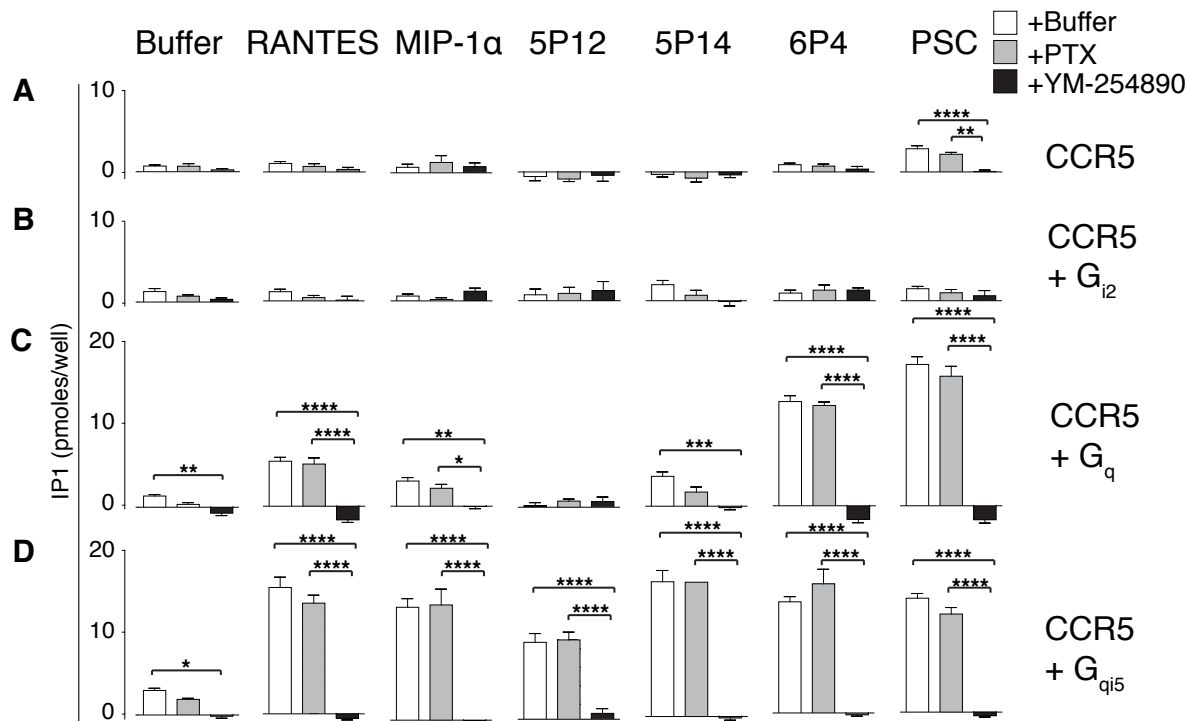 Buffer RANTES MIP-1α 5P12 5P14 6P4 PSC
+Buffer
+PTX
+YM-254890
A
10
0
**** 
**
CCR5
B
10
0
CCR5
+ Gi2
C
20
10
0
**
****
****
**
*
***
****
****
****
****
CCR5
+ Gq
D
20
10
0
*
****
****
****
****
****
****
****
****
****
****
****
****
CCR5
+ Gqi5
IP1 (pmoles/well)